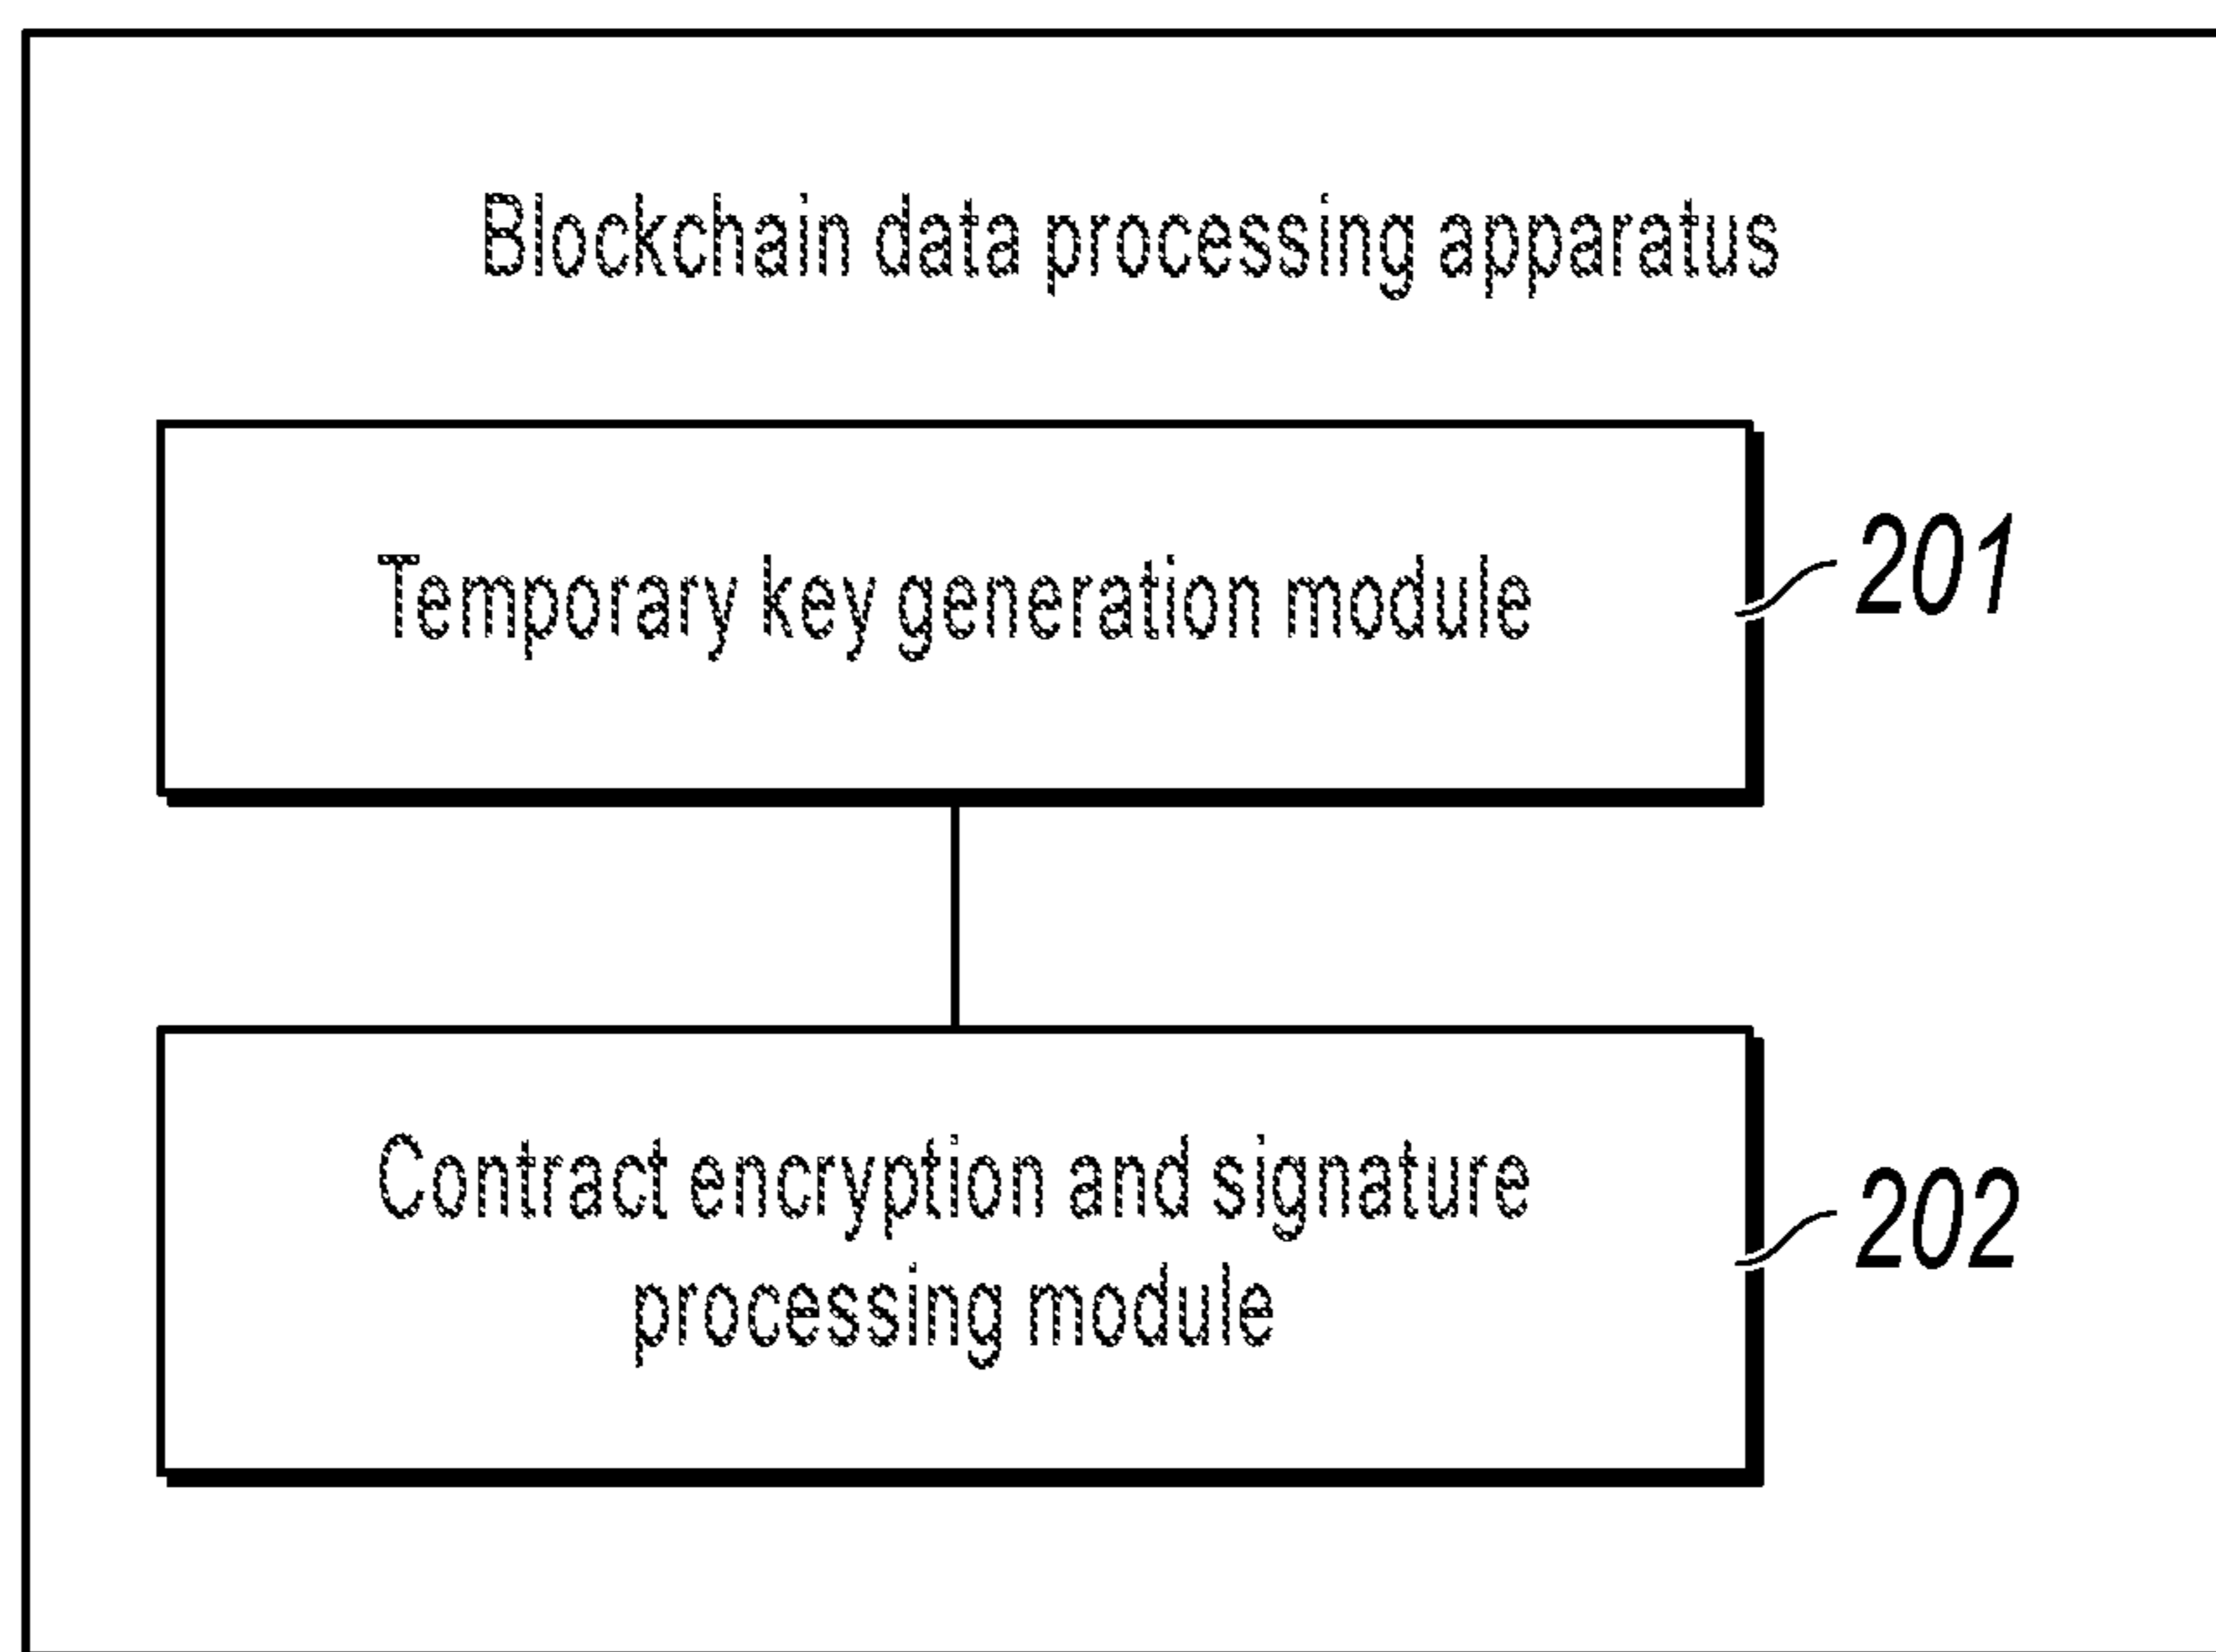 Blockchain data processing apparatus
Temporary key generation module
201
Contract encryption and signature
processing module
202